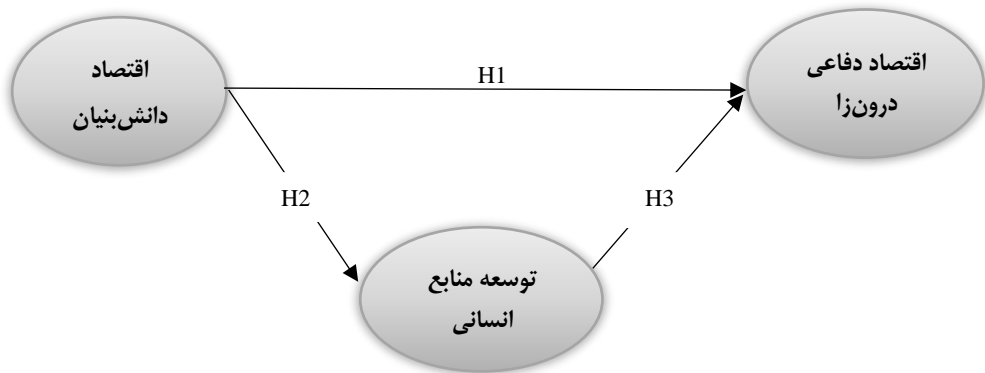 اقتصاد
دانش‌بنیان
H1
اقتصاد دفاعی
درون‌زا
H2
H3
توسعه منابع
انسانی